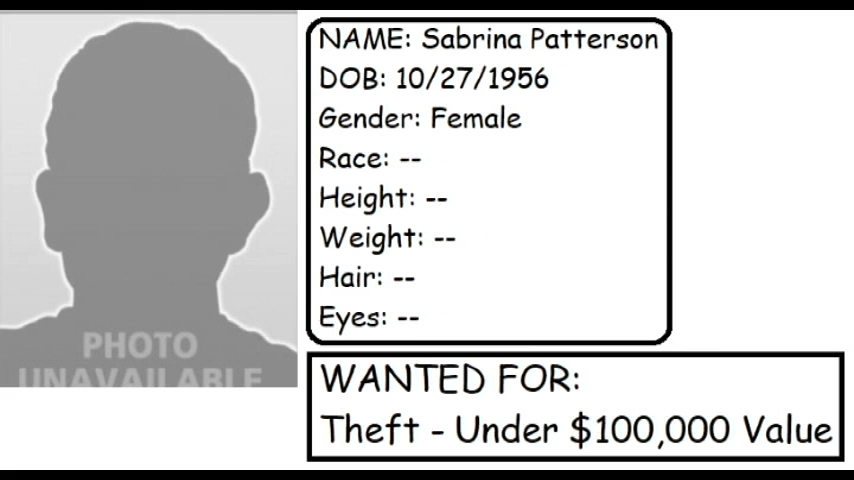 NAME: Sabrina Patterson
DOB: 10/27/1956
Gender: Female
Race: --
Height: --
Weight: --
Hair: --
Eyes: --
PHOTO
UNAVAILABLE
WANTED FOR:
Theft - Under $100,000 Value